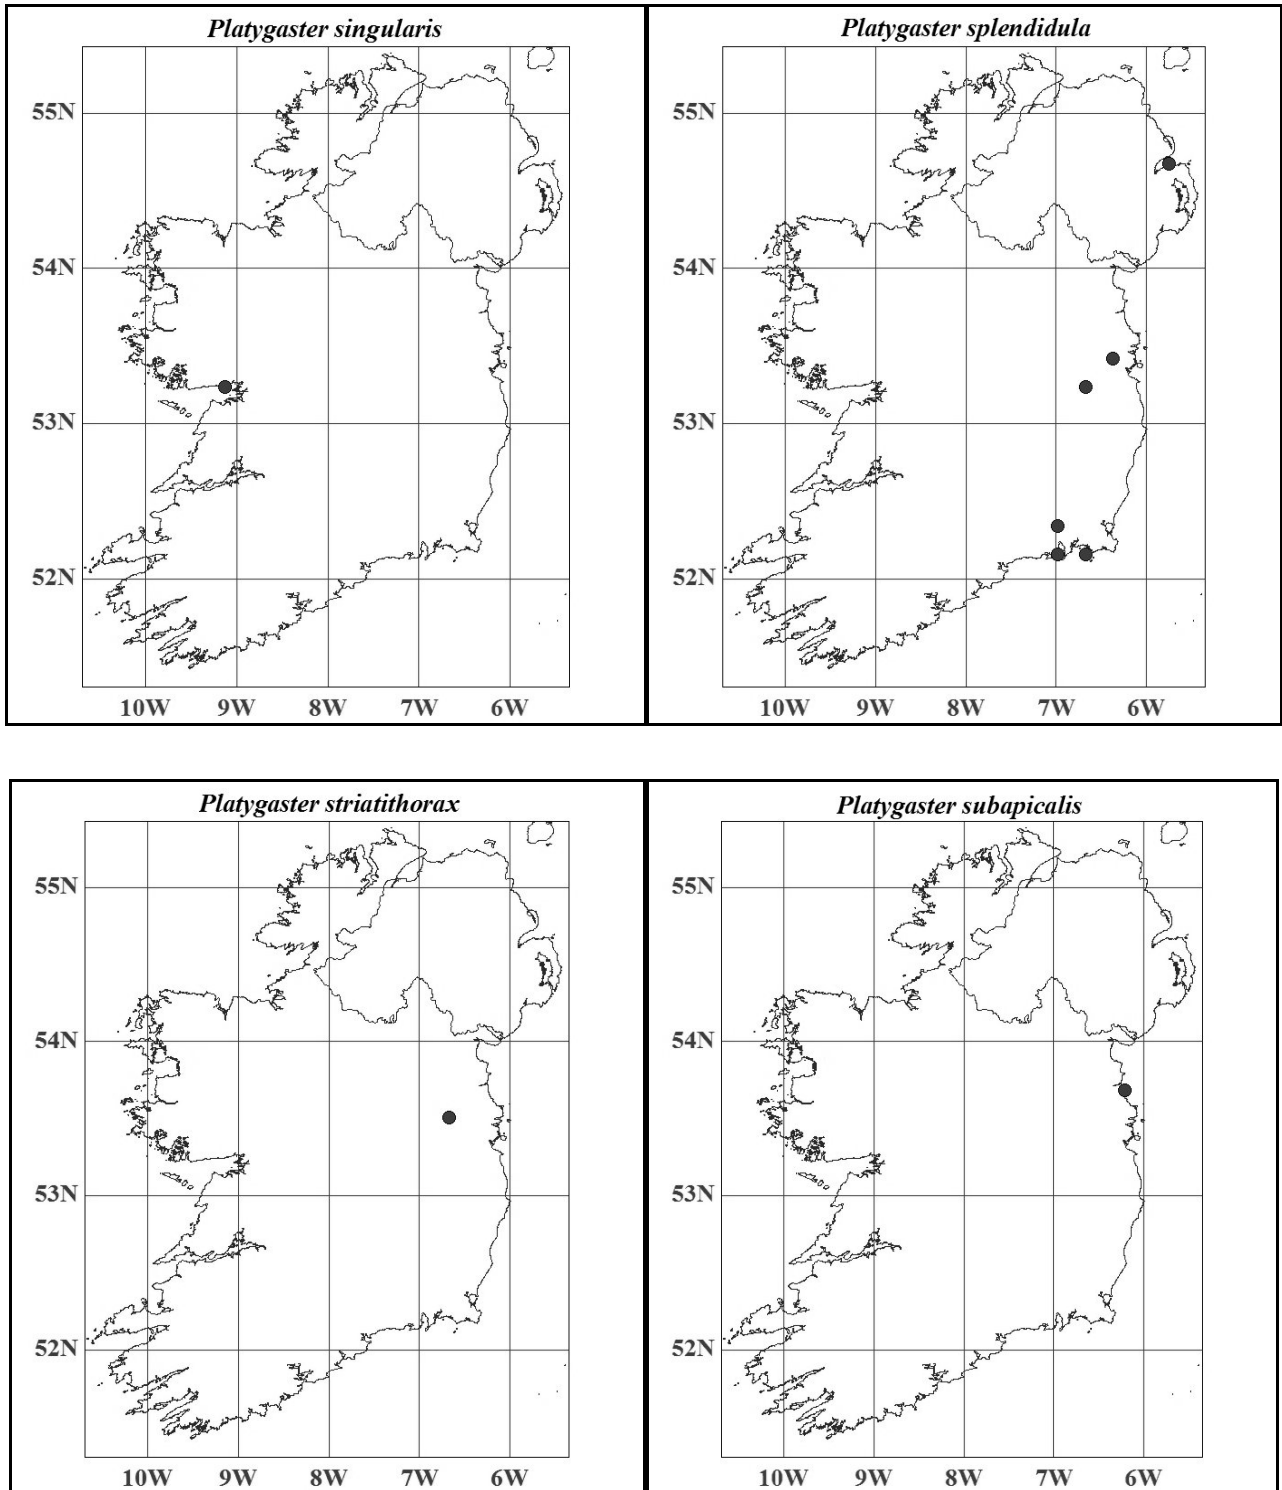 Platygaster singularis
55N
54N
53N
52N
10W 9W 8W 7W 6W
Platygaster splendidula
55N
54N
53N
52N
10W 9W 8W 7W 6W
Platygaster striatithorax
55N
54N
53N
52N
10W 9W 8W 7W 6W
Platygaster subapicalis
55N
54N
53N
52N
10W 9W 8W 7W 6W